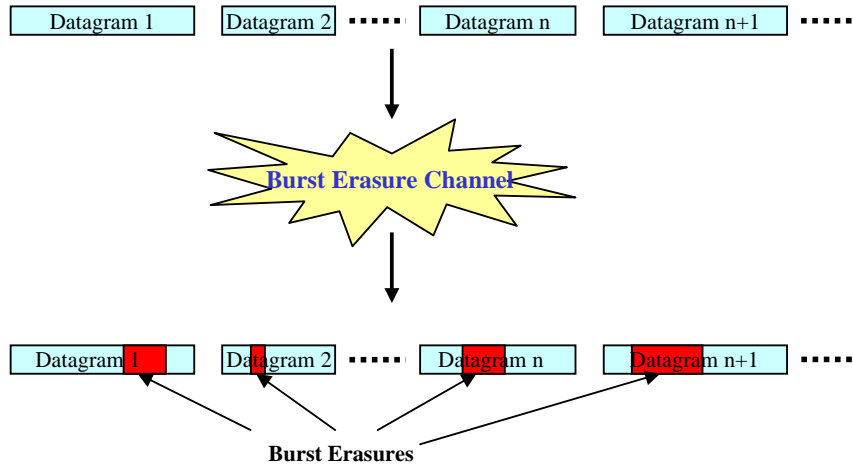 Datagram 1 Datagram 2 Datagram n Datagram n+1
Burst Erasure Channel
Datagram 1 Datagram 2 Datagram n Datagram n+1
Burst Erasures